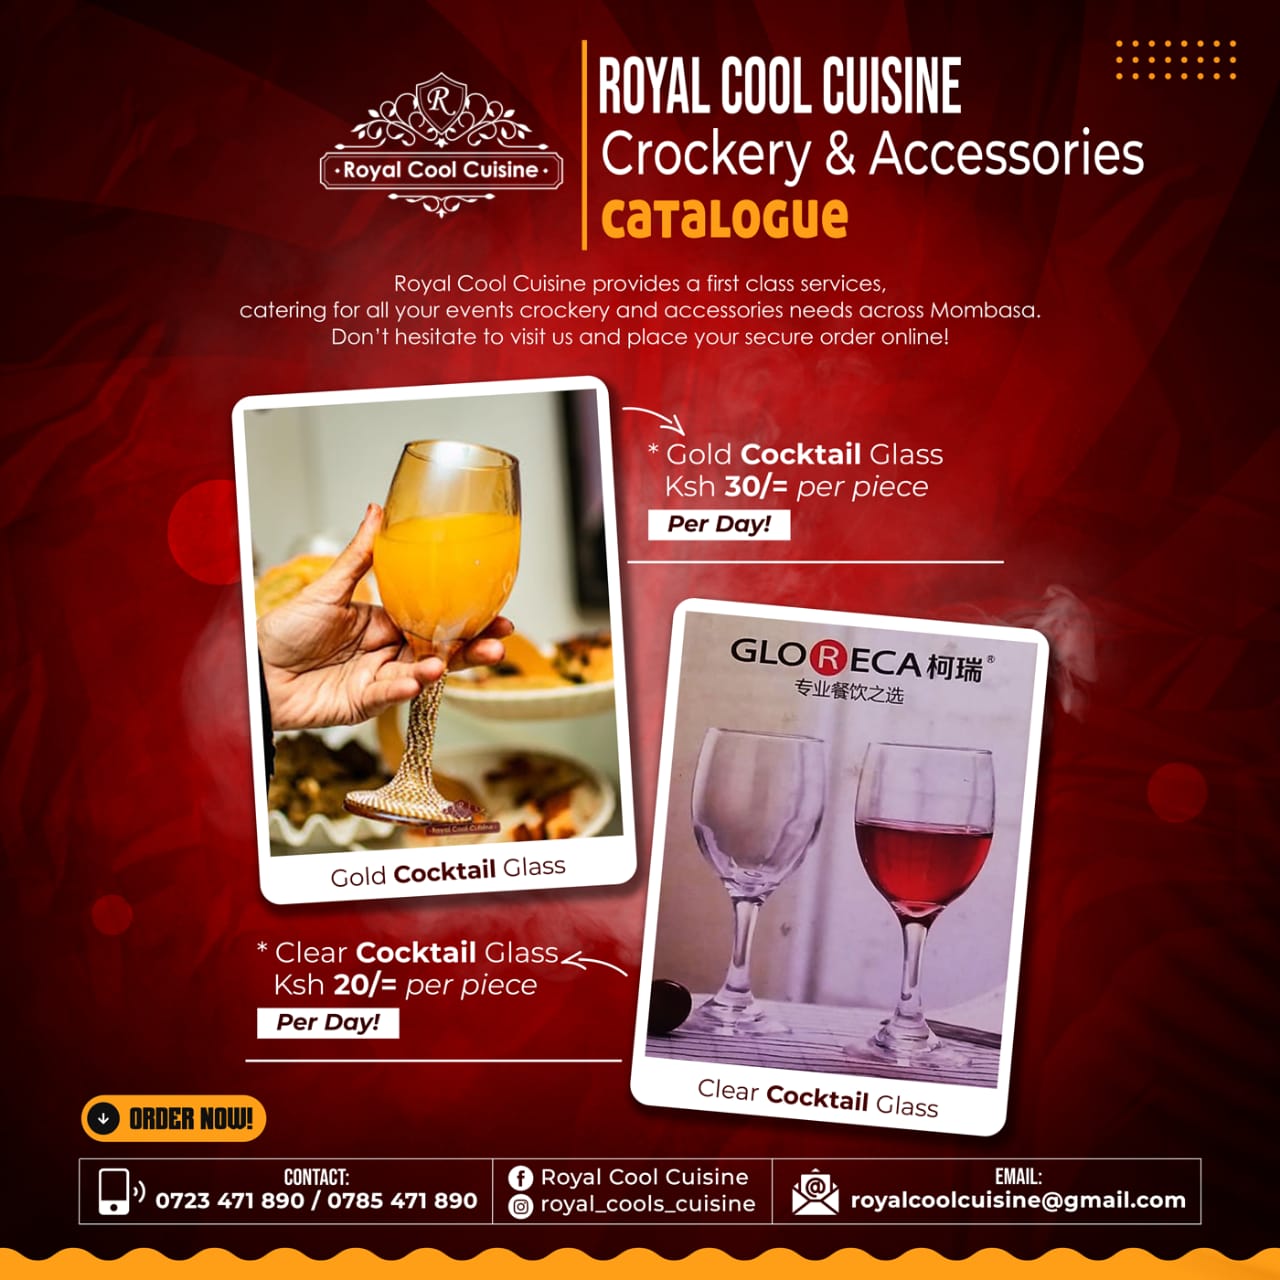 R
Royal Cool Cuisine
ROYAL COOL CUISINE
Crockery & Accessories
CATALOGUE
Royal Cool Cuisine provides a first class services,
catering for all your events crockery and accessories needs across Mombasa.
Don't hesitate to visit us and place your secure order online!
* Gold Cocktail Glass
Ksh 30/= per piece
Per Day!
Royal Cool Cuisine
Gold Cocktail Glass
GLORECA 柯瑞®
专业餐饮之选
* Clear Cocktail Glass
Ksh 20/= per piece
Per Day!
Clear Cocktail Glass
ORDER NOW!
CONTACT:
0723 471 890 / 0785 471 890
Royal Cool Cuisine
royal_cools_cuisine
EMAIL:
royalcoolcuisine@gmail.com